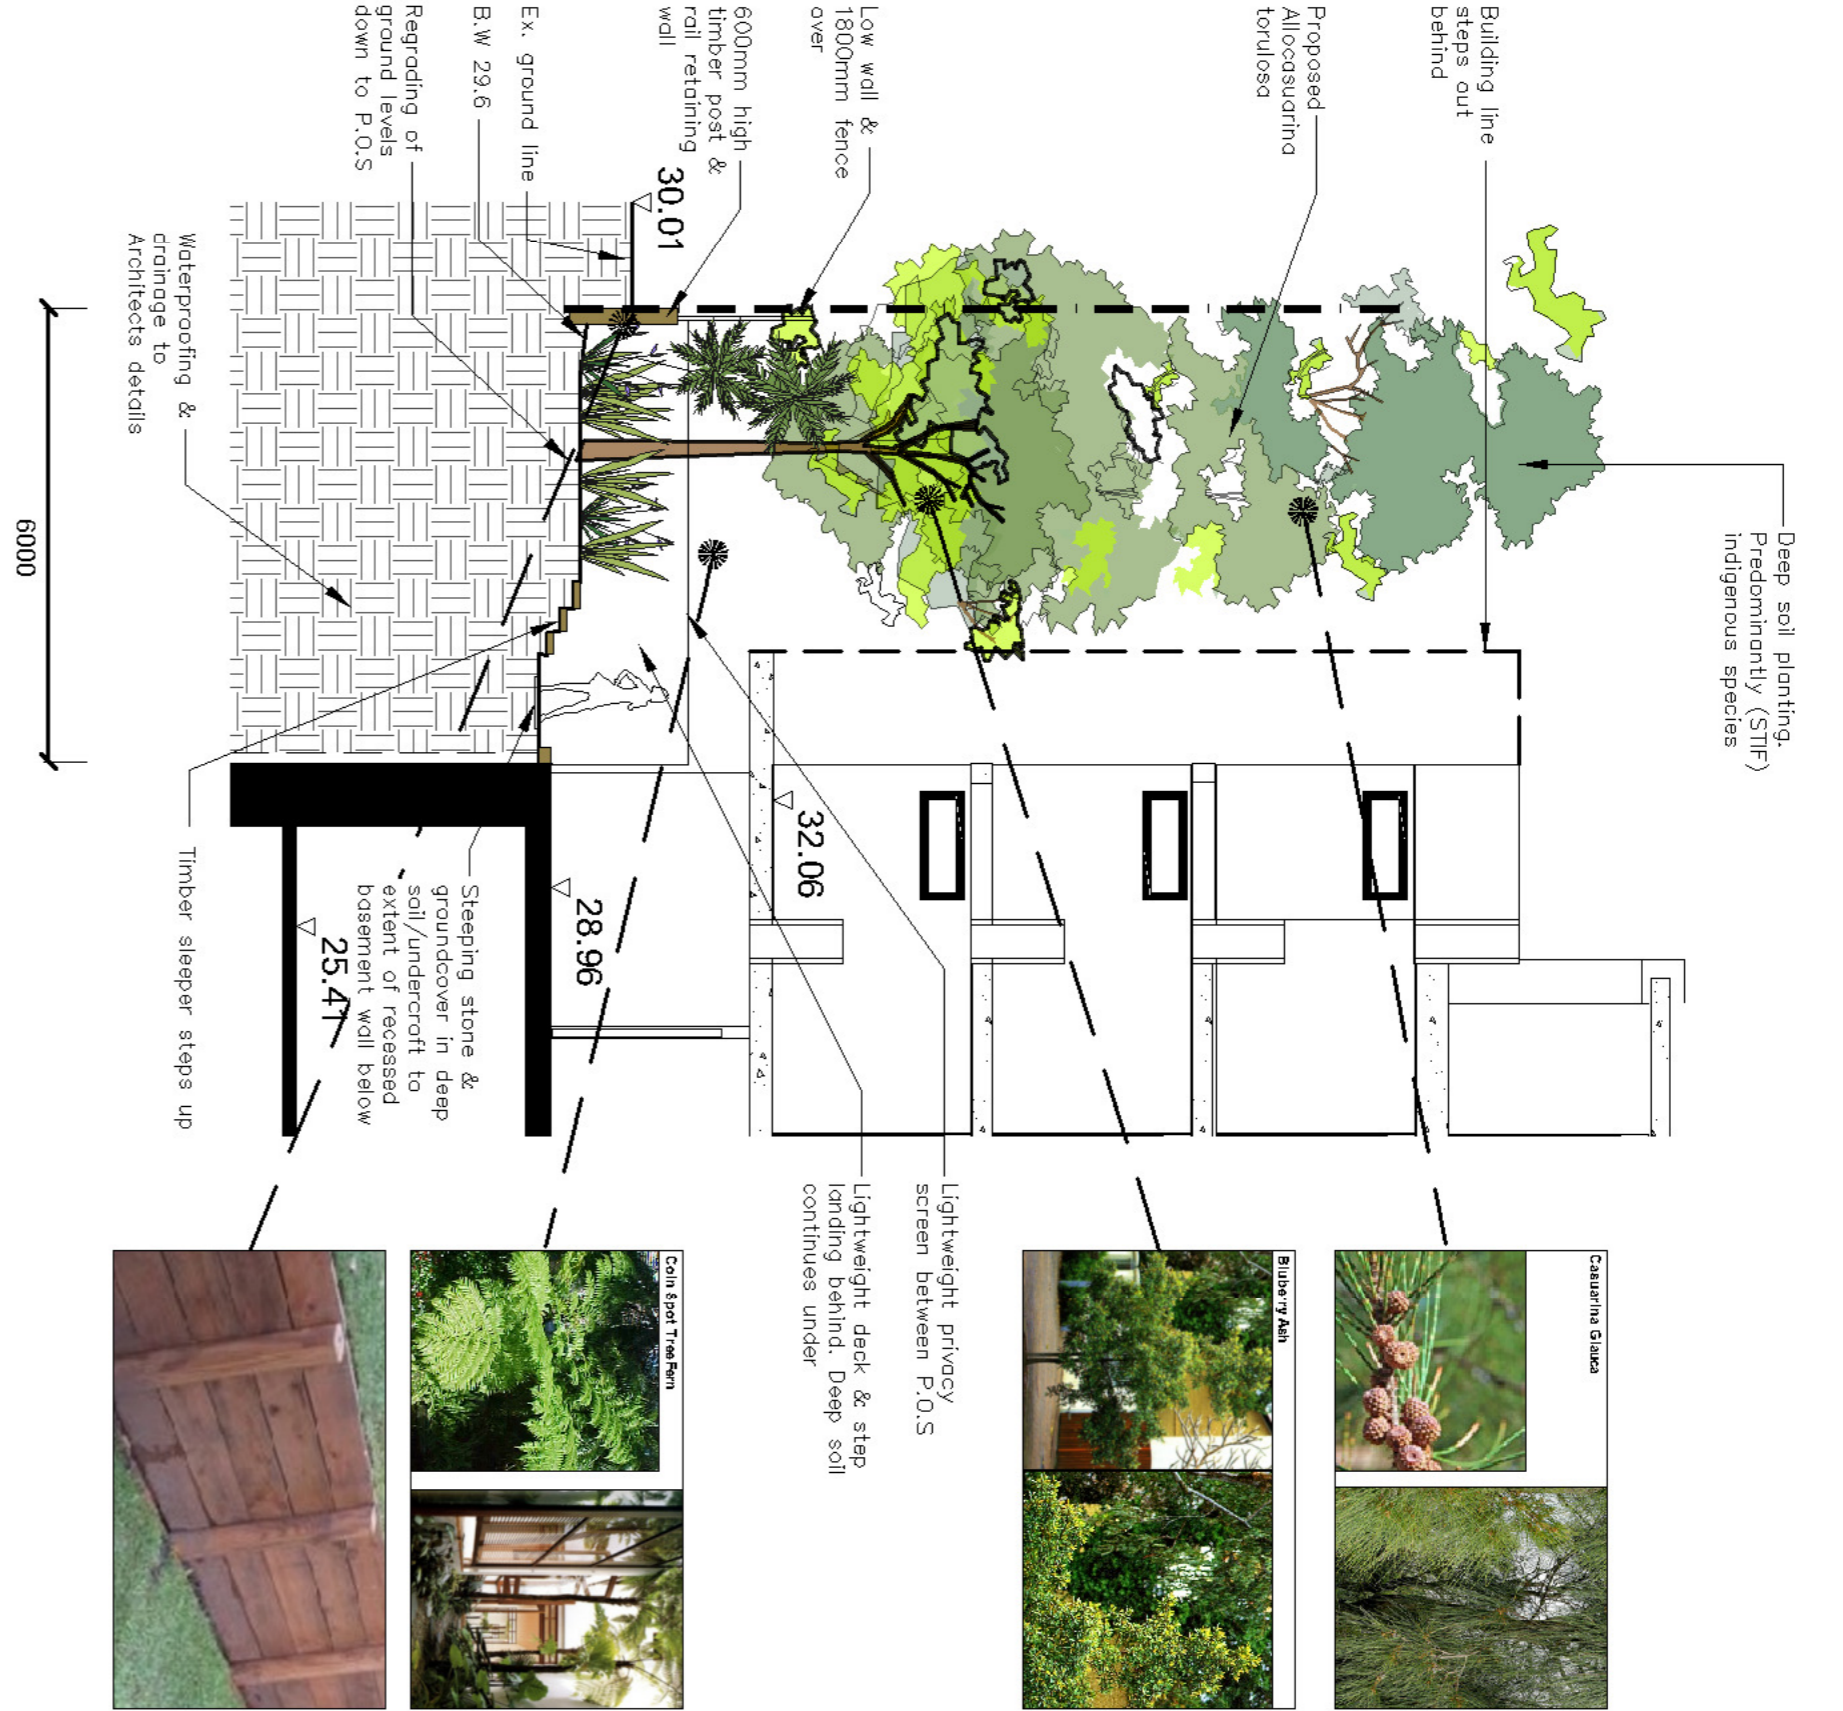 Building line
steps out
behind
Proposed
Allocasuarina
torulosa
Low wall &
1800mm fence
over
600mm high
timber post &
rail retaining
wall
Ex. ground line
B.W 29.6
Regrading of
ground levels
down to P.O.S
Waterproofing &
drainage to
Architects details
6000
30.01
Deep soil planting.
Predominantly (STIF)
indigenous species
32.06
28.96
25.41
Steeping stone &
groundcover in deep
soil/undercroft to
extent of recessed
basement wall below
Timber sleeper steps up
Lightweight privacy
screen between P.O.S
Lightweight deck & step
landing behind. Deep soil
continues under
Casuarina Glauca
Bluberry Ash
Coin Spot Tree Fern